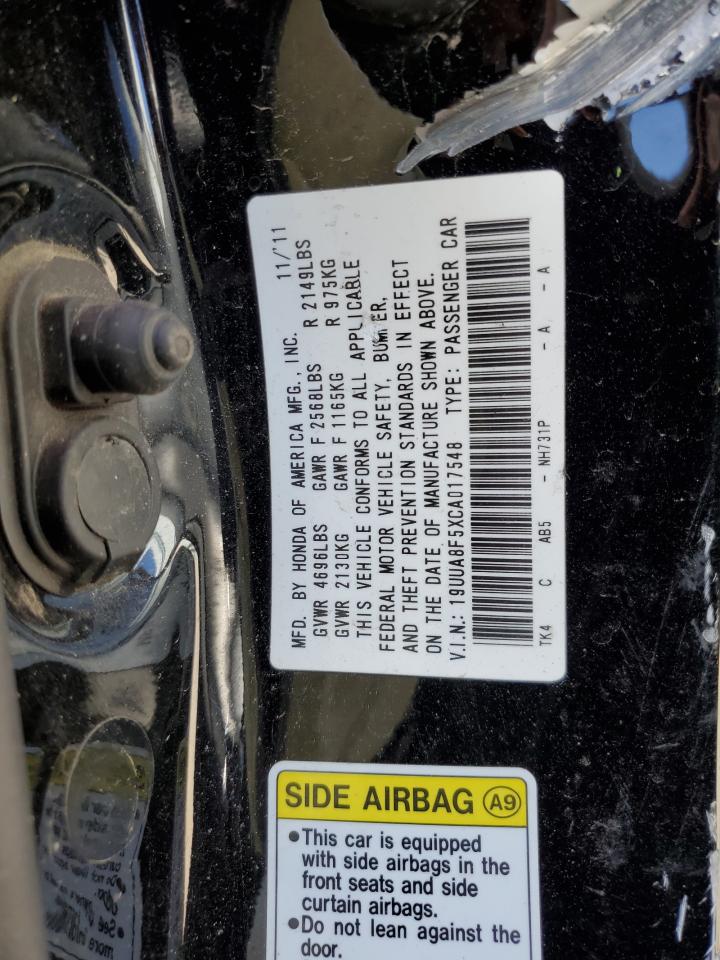 MFD. BY HONDA OF AMERICA MFG., INC. 11/'11
GVWR 4696LBS GAWR F 2568LBS R 2149LBS
GVWR 2130KG GAWR F 1165KG R 975KG
THIS VEHICLE CONFORMS TO ALL APPLICABLE
FEDERAL MOTOR VEHICLE SAFETY, BUMPER,
AND THEFT PREVENTION STANDARDS IN EFFECT
ON THE DATE OF MANUFACTURE SHOWN ABOVE.
V.I.N.: 19UUA8F5XCA017548 TYPE: PASSENGER CAR
TK4 C AB5 - NH731P - A - A
SIDE AIRBAG A9
•This car is equipped
with side airbags in the
front seats and side
curtain airbags.
•Do not lean against the
door.